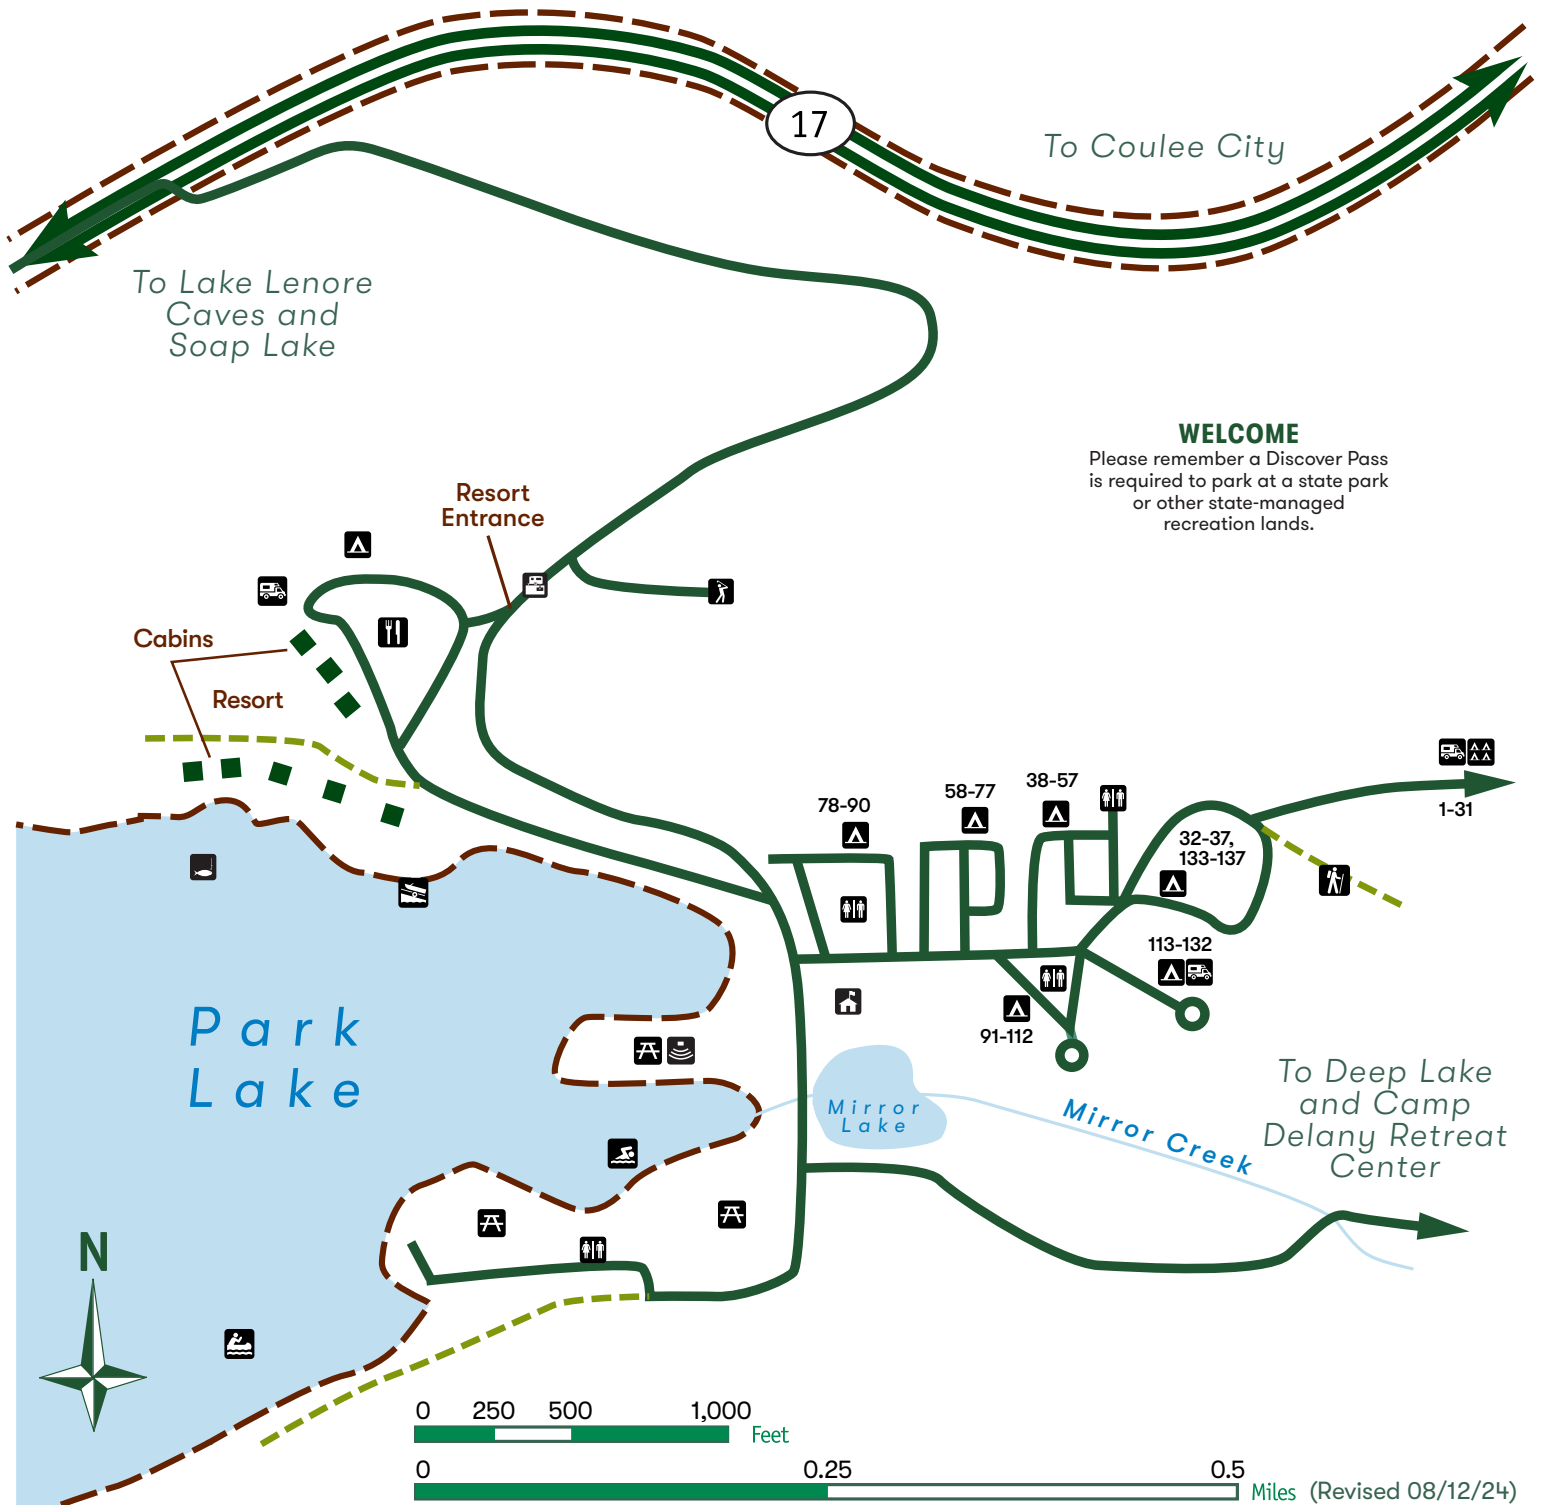 17
To Coulee City
To Lake Lenore
Caves and
Soap Lake
WELCOME
Please remember a Discover Pass
is required to park at a state park
or other state-managed
recreation lands.
Resort
Entrance
Cabins
Resort
78-90
58-77
38-57
32-37,
133-137
1-31
113-132
91-112
Park
Lake
Mirror
Lake
Mirror Creek
To Deep Lake
and Camp
Delany Retreat
Center
N
0 250 500 1,000
Feet
0 0.25 0.5
Miles (Revised 08/12/24)